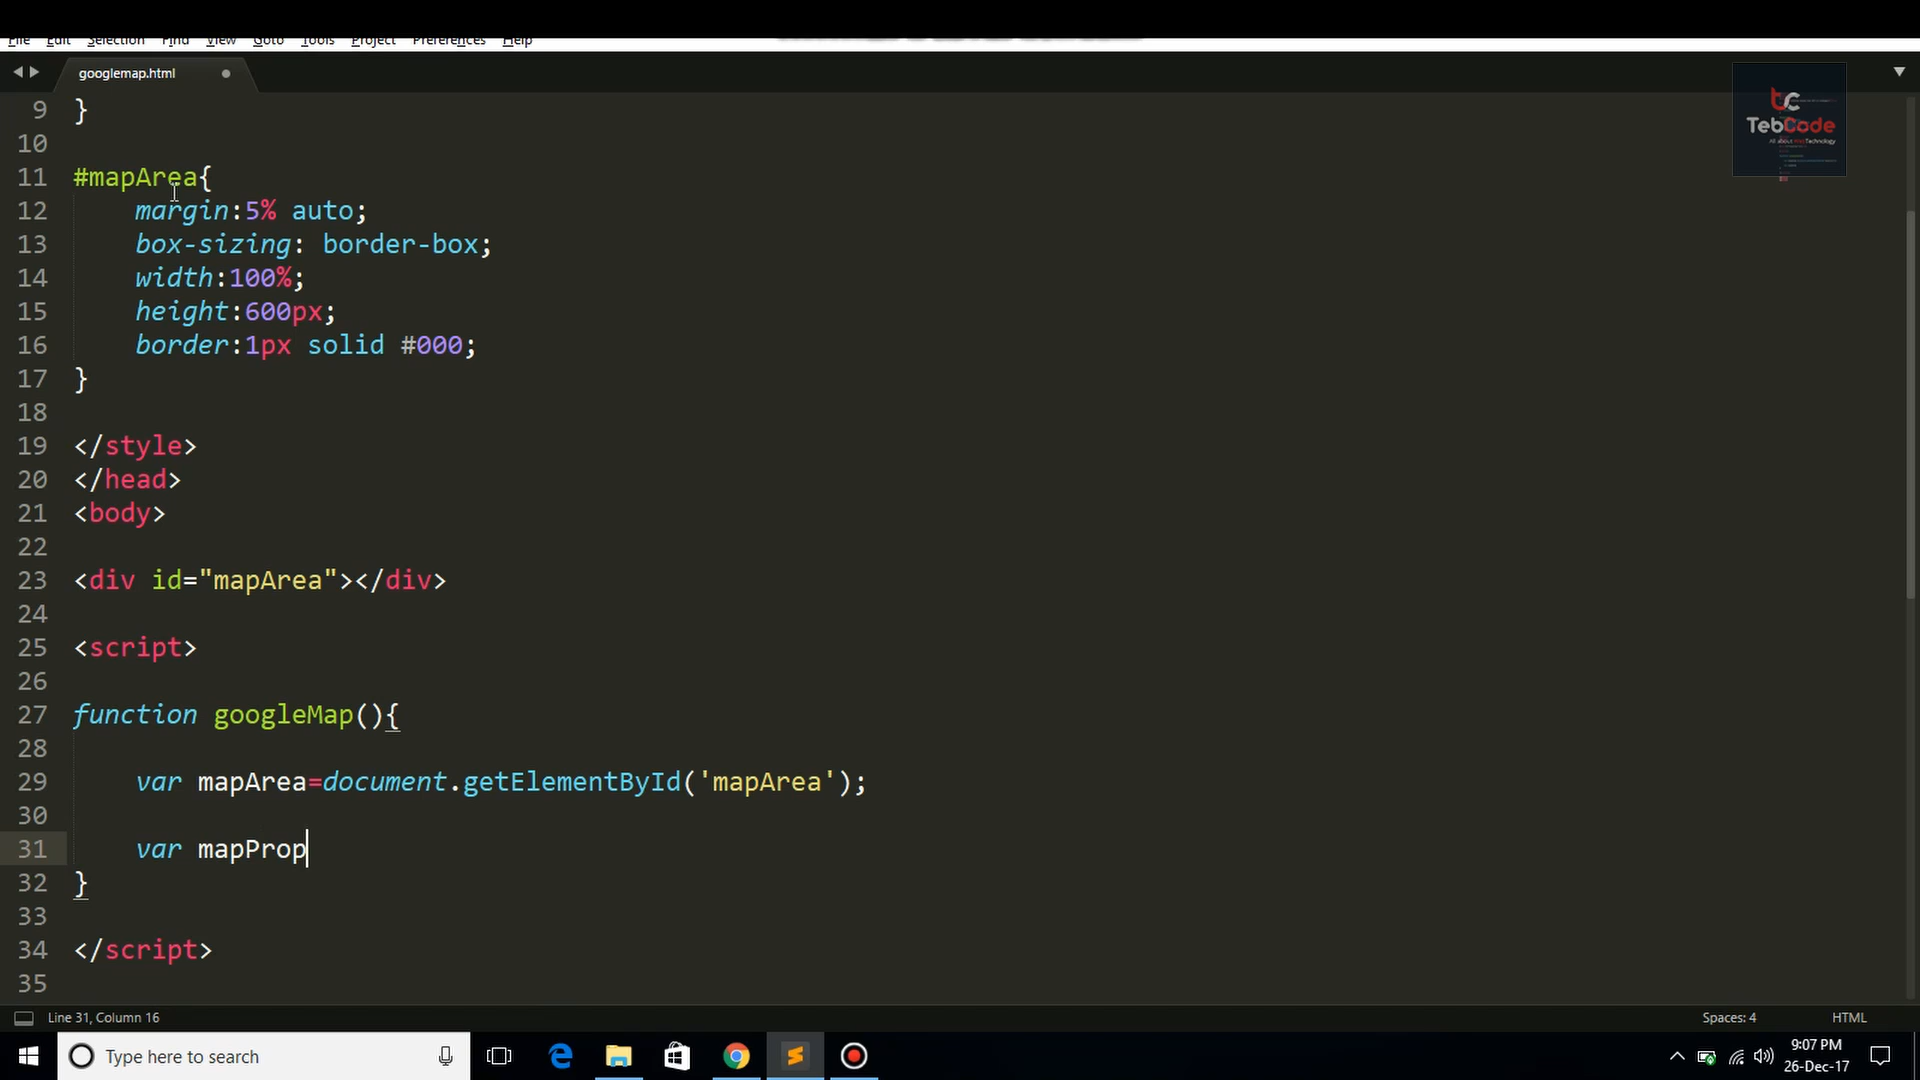 File Edit Selection Find View Goto Tools Project Preferences Help
googlemap.html
tc
TebCode
9 }
10
11 #mapArea{
12 margin:5% auto;
13 box-sizing: border-box;
14 width:100%;
15 height:600px;
16 border:1px solid #000;
17 }
18
19 </style>
20 </head>
21 <body>
22
23 <div id="mapArea"></div>
24
25 <script>
26
27 function googleMap(){
28
29 var mapArea=document.getElementById('mapArea');
30
31 var mapProp
32 }
33
34 </script>
35
Line 31, Column 16 Spaces: 4 HTML
Type here to search
9:07 PM
26-Dec-17